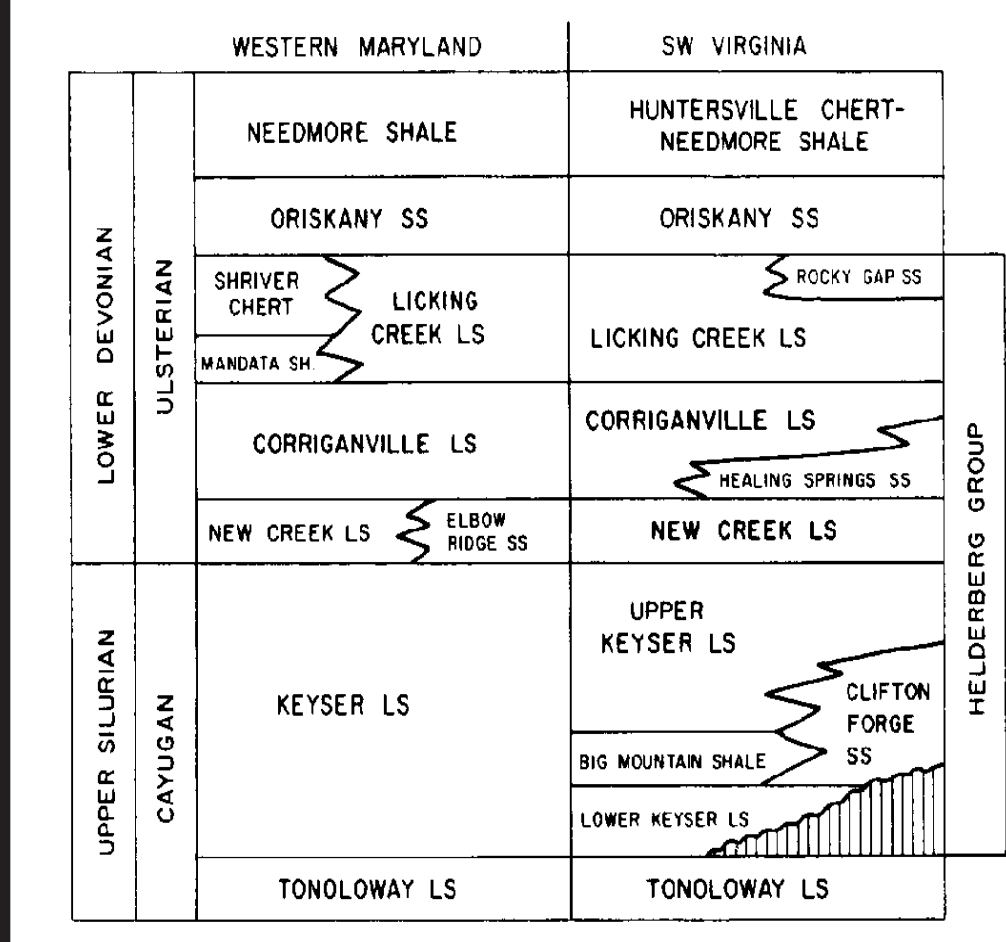 WESTERN MARYLAND
SW VIRGINIA
LOWER DEVONIAN
ULSTERIAN
NEEDMORE SHALE
HUNTERSVILLE CHERT-
NEEDMORE SHALE
ORISKANY SS
ORISKANY SS
SHRIVER
CHERT
MANDATA SH.
LICKING
CREEK LS
ROCKY GAP SS
LICKING CREEK LS
CORRIGANVILLE LS
CORRIGANVILLE LS
HEALING SPRINGS SS
NEW CREEK LS
ELBOW
RIDGE SS
NEW CREEK LS
UPPER SILURIAN
CAYUGAN
KEYSER LS
UPPER
KEYSER LS
CLIFTON
FORGE
SS
BIG MOUNTAIN SHALE
LOWER KEYSER LS
TONOLOWAY LS
TONOLOWAY LS
HELDERBERG GROUP